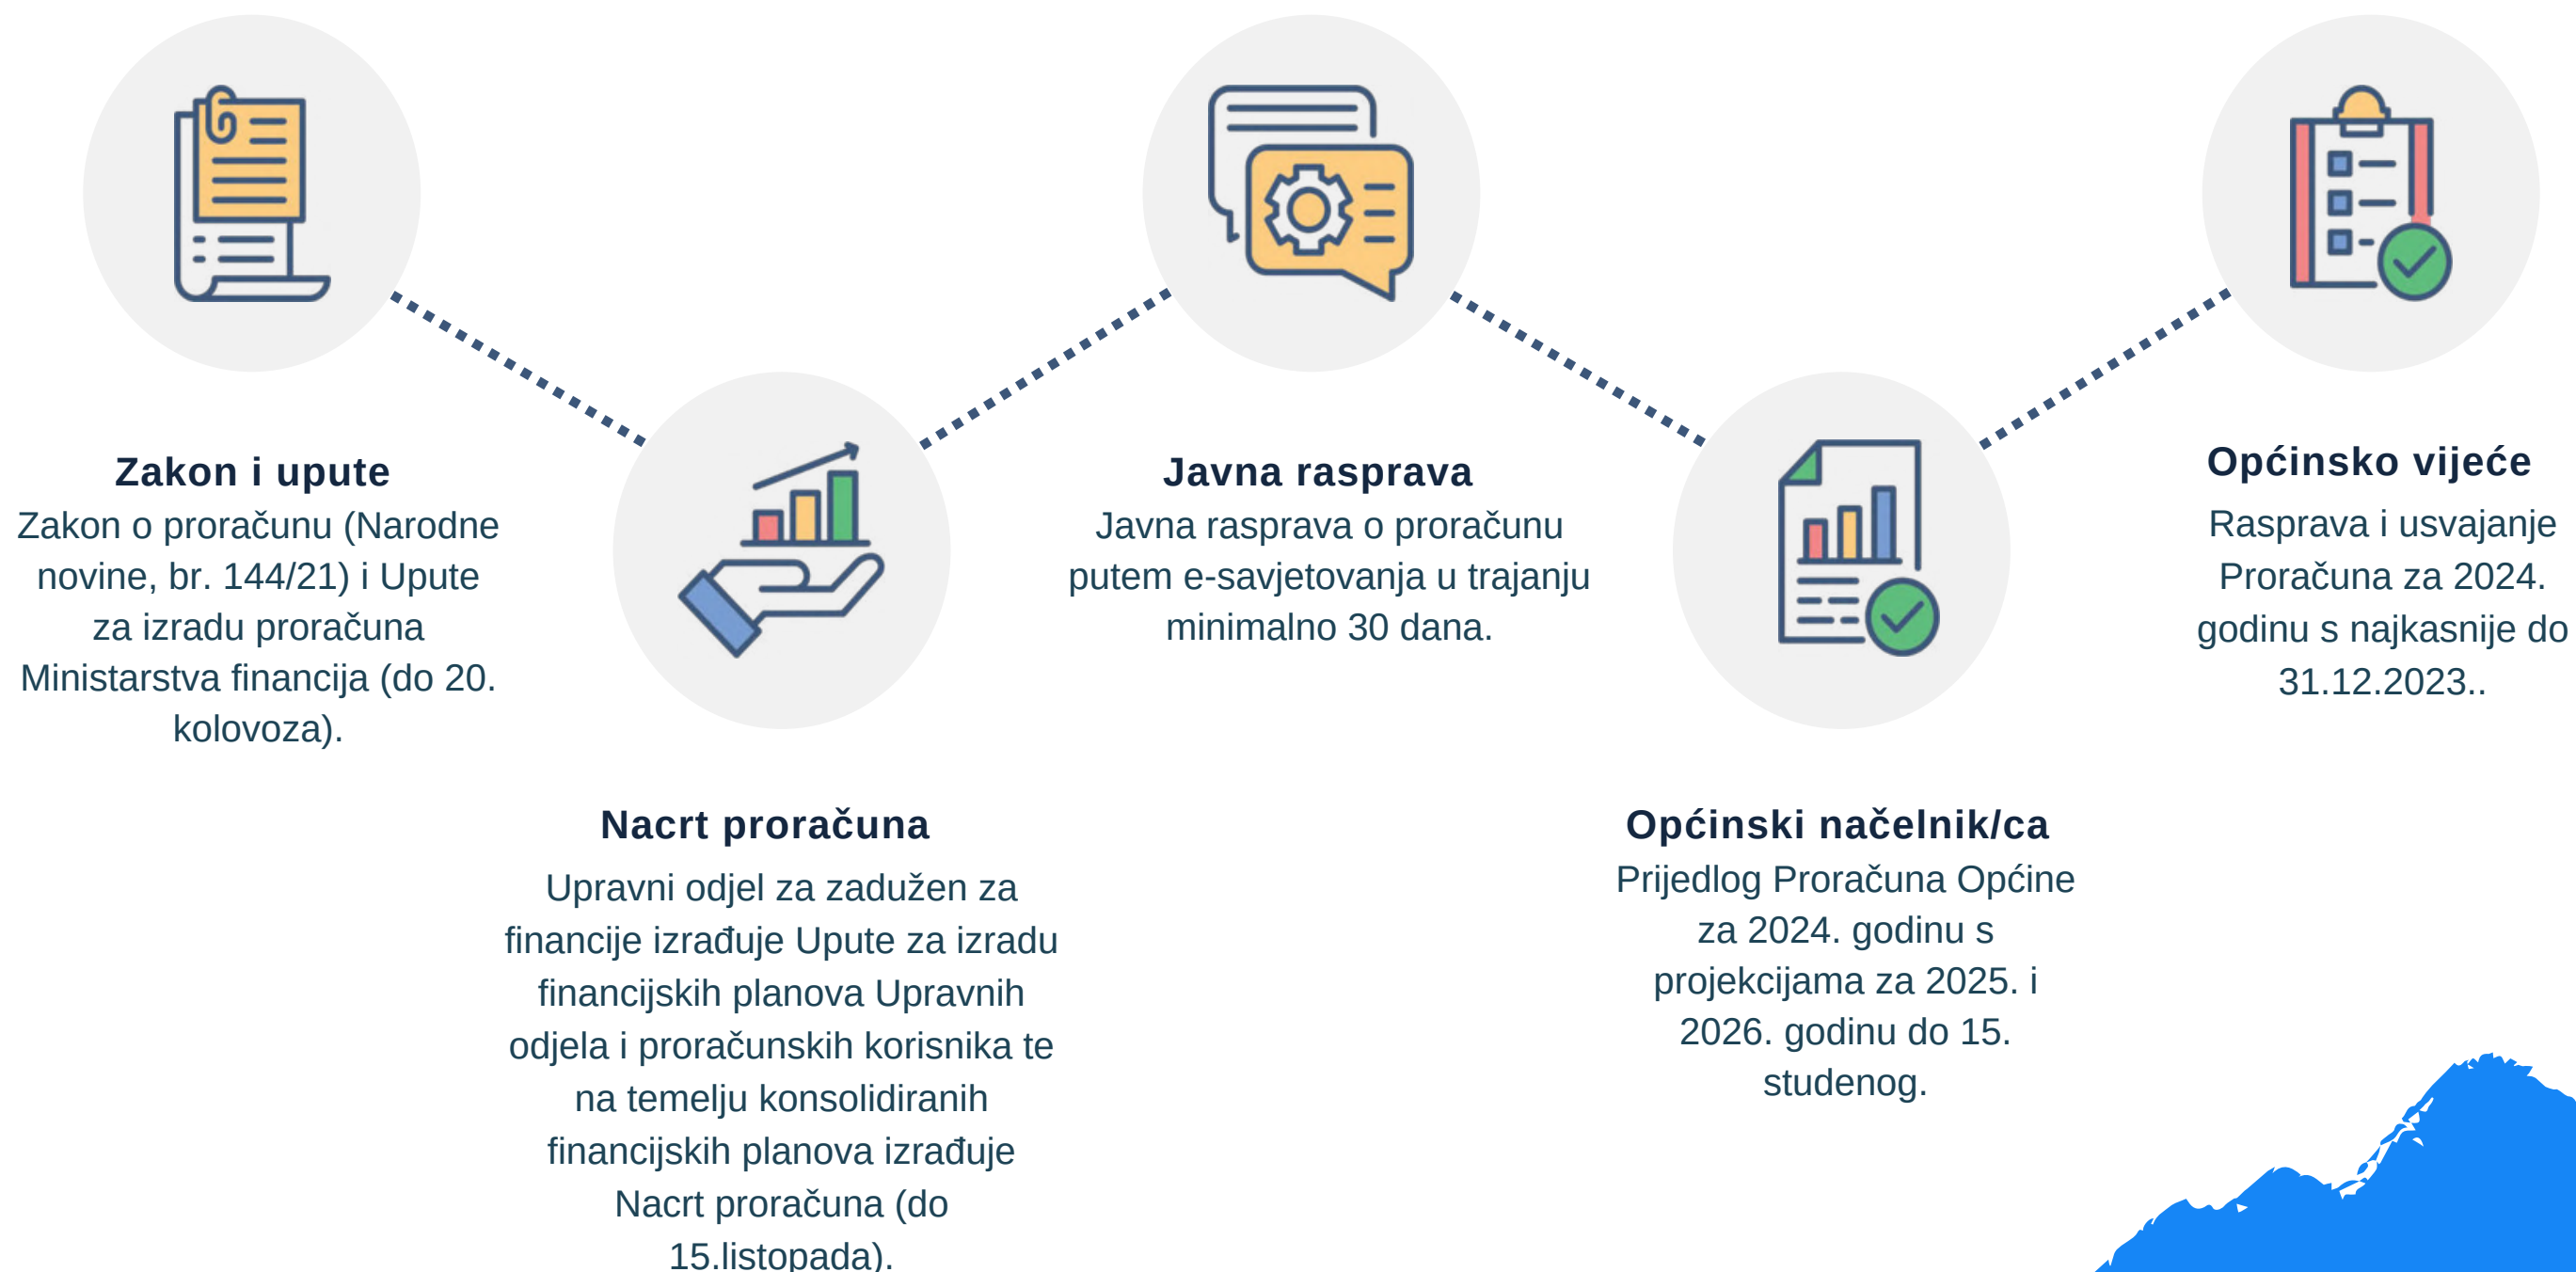 Zakon i upute
Zakon o proračunu (Narodne
novine, br. 144/21) i Upute
za izradu proračuna
Ministarstva financija (do 20.
kolovoza).
Nacrt proračuna
Upravni odjel za zadužen za
financije izrađuje Upute za izradu
financijskih planova Upravnih
odjela i proračunskih korisnika te
na temelju konsolidiranih
financijskih planova izrađuje
Nacrt proračuna (do
15.listopada).
Javna rasprava
Javna rasprava o proračunu
putem e-savjetovanja u trajanju
minimalno 30 dana.
Općinski načelnik/ca
Prijedlog Proračuna Općine
za 2024. godinu s
projekcijama za 2025. i
2026. godinu do 15.
studenog.
Općinsko vijeće
Rasprava i usvajanje
Proračuna za 2024.
godinu s najkasnije do
31.12.2023..